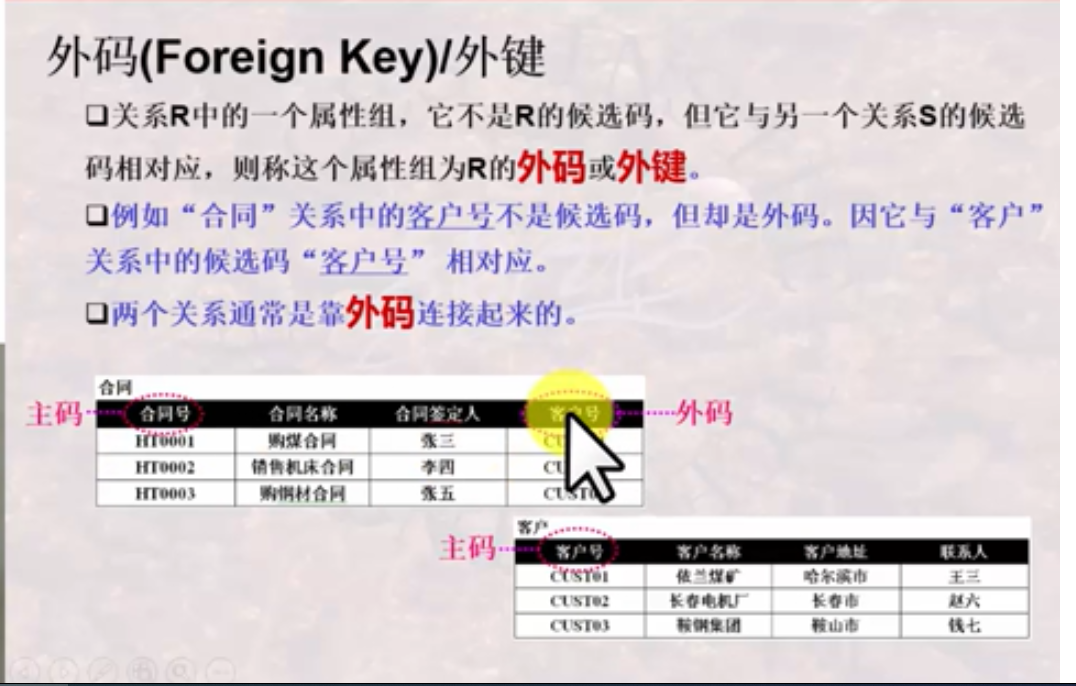 外码(Foreign Key)/外键
❑关系R中的一个属性组，它不是R的候选码，但它与另一个关系S的候选
码相对应，则称这个属性组为R的外码或外键。
❑例如“合同”关系中的客户号不是候选码，但却是外码。因它与“客户”
关系中的候选码“客户号” 相对应。
❑两个关系通常是靠外码连接起来的。
合同
主码 合同号 合同名称 合同签定人 客户号 外码
HT0001 购煤合同 张三
HT0002 销售机床合同 李四
HT0003 购钢材合同 张五
客户
主码 客户号 客户名称 客户地址 联系人
CUST01 依兰煤矿 哈尔滨市 王三
CUST02 长春电机厂 长春市 赵六
CUST03 鞍钢集团 鞍山市 钱七